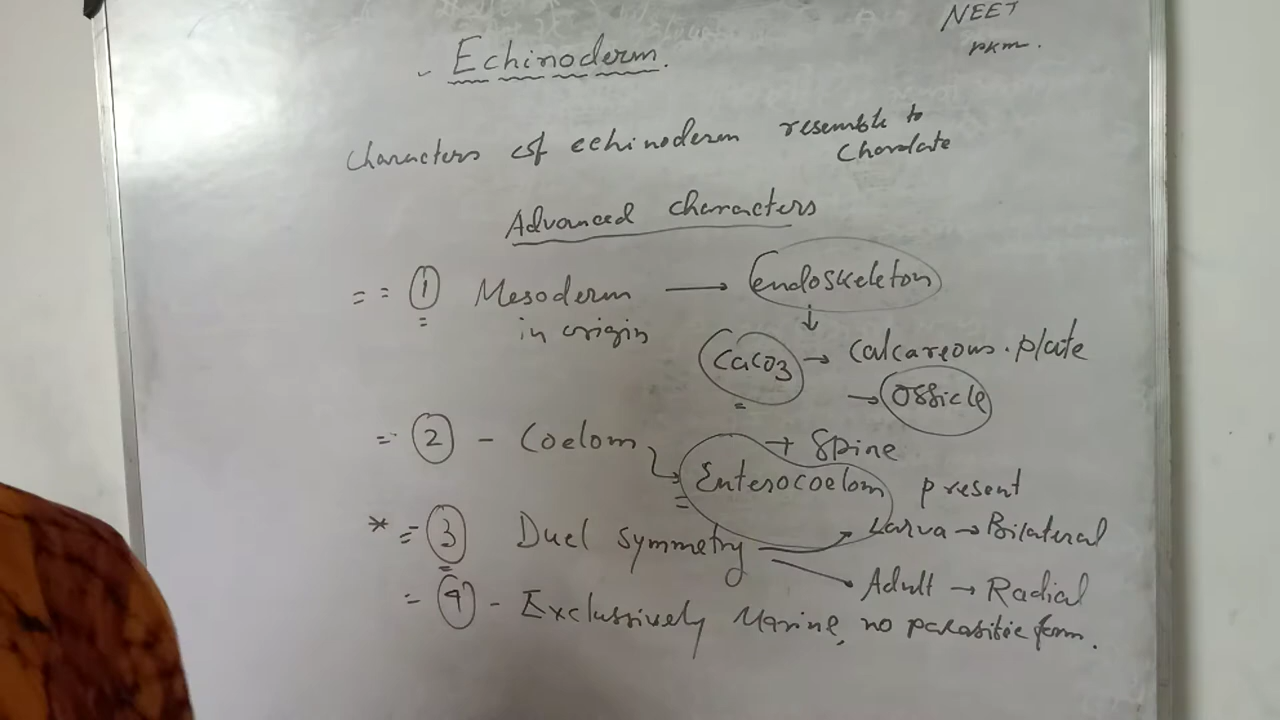 NEET
pkm.
Echinoderm.
characters of echinoderm resemble to
Chordate
Advanced characters
= = ① Mesoderm → endoskeleton
in origin
↓
CaCO3 → calcareous. plate
→ Ossicle
= ② - Coelom → spine
Enterocoelom present
* = ③ Duel symmetry → Larva → Bilateral
→ Adult → Radial
= ④ - Exclussively Marine, no parasitic form.